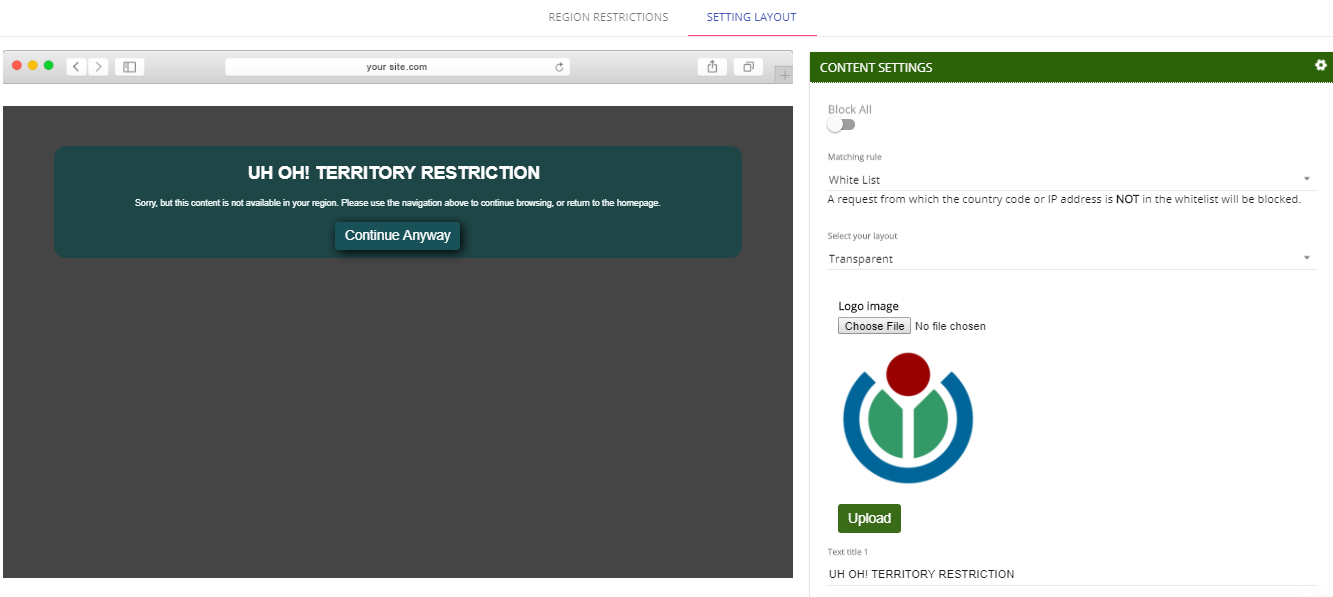 REGION RESTRICTIONS
SETTING LAYOUT
your site.com
UH OH! TERRITORY RESTRICTION
Sorry, but this content is not available in your region. Please use the navigation above to continue browsing, or return to the homepage.
Continue Anyway
CONTENT SETTINGS
Block All
Matching rule
White List
A request from which the country code or IP address is NOT in the whitelist will be blocked.
Select your layout
Transparent
Logo image
Choose File No file chosen
Upload
Text title 1
UH OH! TERRITORY RESTRICTION